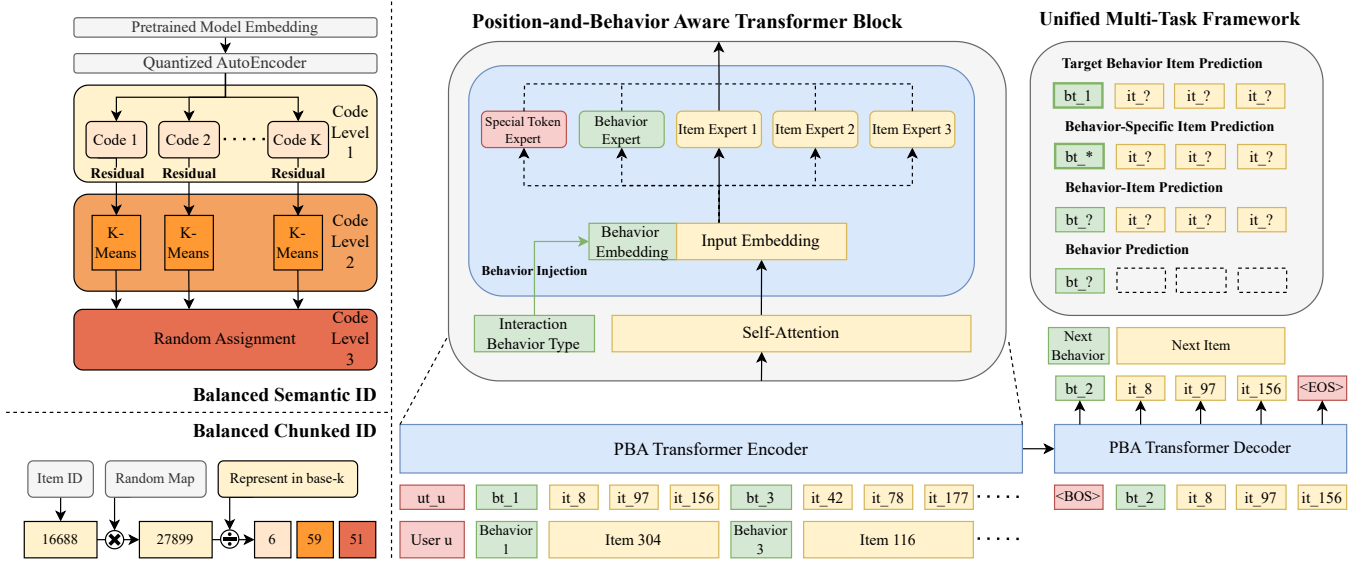 Pretrained Model Embedding
Quantized AutoEncoder
Code
Level
1
Code 1
Code 2
Code K
Residual
Residual
Residual
K-
Means
K-
Means
K-
Means
Code
Level
2
Random Assignment
Code
Level
3
Balanced Semantic ID
Balanced Chunked ID
Item ID
Random Map
Represent in base-k
16688
27899
6
59
51
Position-and-Behavior Aware Transformer Block
Special Token
Expert
Behavior
Expert
Item Expert 1
Item Expert 2
Item Expert 3
Behavior
Embedding
Input Embedding
Behavior Injection
Interaction
Behavior Type
Self-Attention
PBA Transformer Encoder
ut_u
bt_1
it_8
it_97
it_156
bt_3
it_42
it_78
it_177
User u
Behavior
1
Item 304
Behavior
3
Item 116
Unified Multi-Task Framework
Target Behavior Item Prediction
bt_1
it_?
it_?
it_?
Behavior-Specific Item Prediction
bt_*
it_?
it_?
it_?
Behavior-Item Prediction
bt_?
it_?
it_?
it_?
Behavior Prediction
bt_?
Next
Behavior
Next Item
bt_2
it_8
it_97
it_156
<EOS>
PBA Transformer Decoder
<BOS>
bt_2
it_8
it_97
it_156